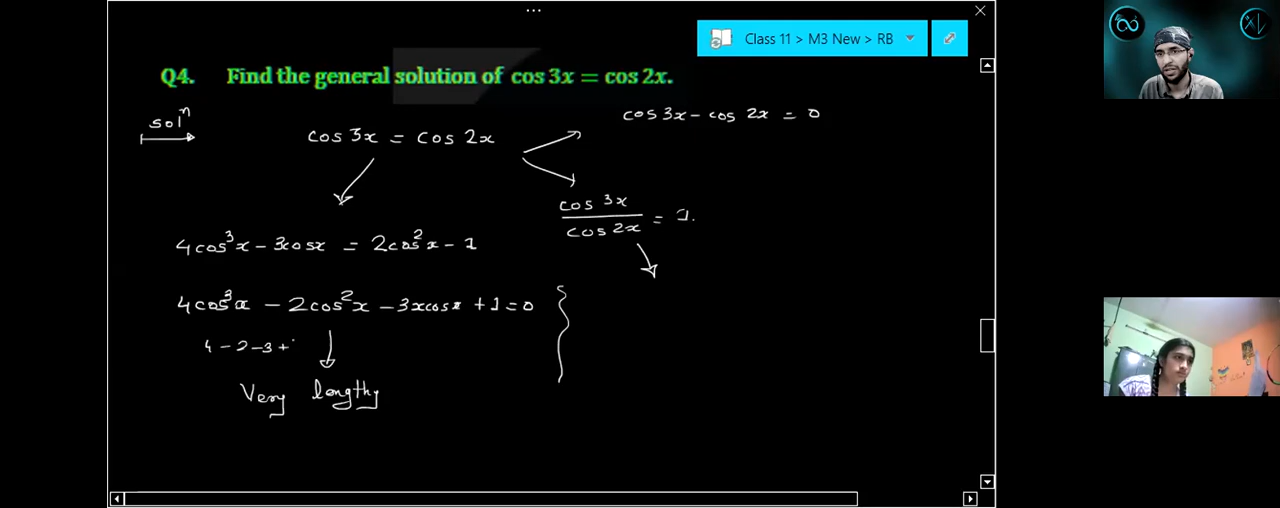 Class 11 > M3 New > RB
Q4. Find the general solution of cos 3x = cos 2x.
solⁿ
cos 3x - cos 2x = 0
cos 3x = cos 2x
cos 3x / cos 2x = 1.
4cos³x - 3cosx = 2cos²x - 1
4cos³x - 2cos²x - 3xcosx + 1 = 0
4 - 2 - 3 +
Very lengthy